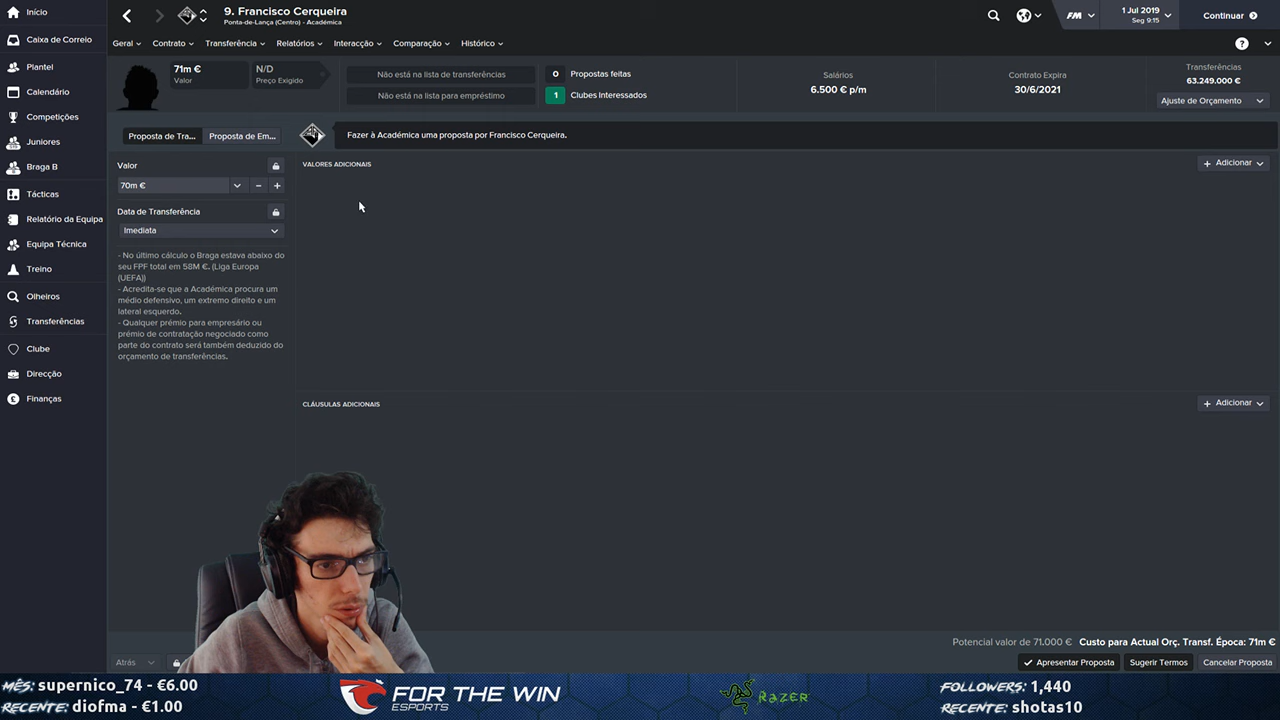 Início
Caixa de Correio
Plantel
Calendário
Competições
Juniores
Braga B
Tácticas
Relatório da Equipa
Equipa Técnica
Treino
Olheiros
Transferências
Clube
Direcção
Finanças
9. Francisco Cerqueira
Ponta-de-Lança (Centro) - Académica
FM
1 Jul 2019
Seg 9:15
Continuar
Geral
Contrato
Transferência
Relatórios
Interacção
Comparação
Histórico
?
71m €
Valor
N/D
Preço Exigido
Não está na lista de transferências
Não está na lista para empréstimo
0 Propostas feitas
1 Clubes Interessados
Salários
6.500 € p/m
Contrato Expira
30/6/2021
Transferências
63.249.000 €
Ajuste de Orçamento
Proposta de Tra...
Proposta de Em...
Fazer à Académica uma proposta por Francisco Cerqueira.
Valor
70m €
Data de Transferência
Imediata
- No último cálculo o Braga estava abaixo do
seu FPF total em 58M €. (Liga Europa
(UEFA))
- Acredita-se que a Académica procura um
médio defensivo, um extremo direito e um
lateral esquerdo.
- Qualquer prémio para empresário ou
prémio de contratação negociado como
parte do contrato será também deduzido do
orçamento de transferências.
VALORES ADICIONAIS
+ Adicionar
CLÁUSULAS ADICIONAIS
+ Adicionar
Potencial valor de 71.000 €
Custo para Actual Orç. Transf. Época: 71m €
Atrás
Apresentar Proposta
Sugerir Termos
Cancelar Proposta
MÊS: supernico_74 - €6.00
RECENTE: diofma - €1.00
FOR THE WIN
ESPORTS
RAZER
FOLLOWERS: 1,440
RECENTE: shotas10